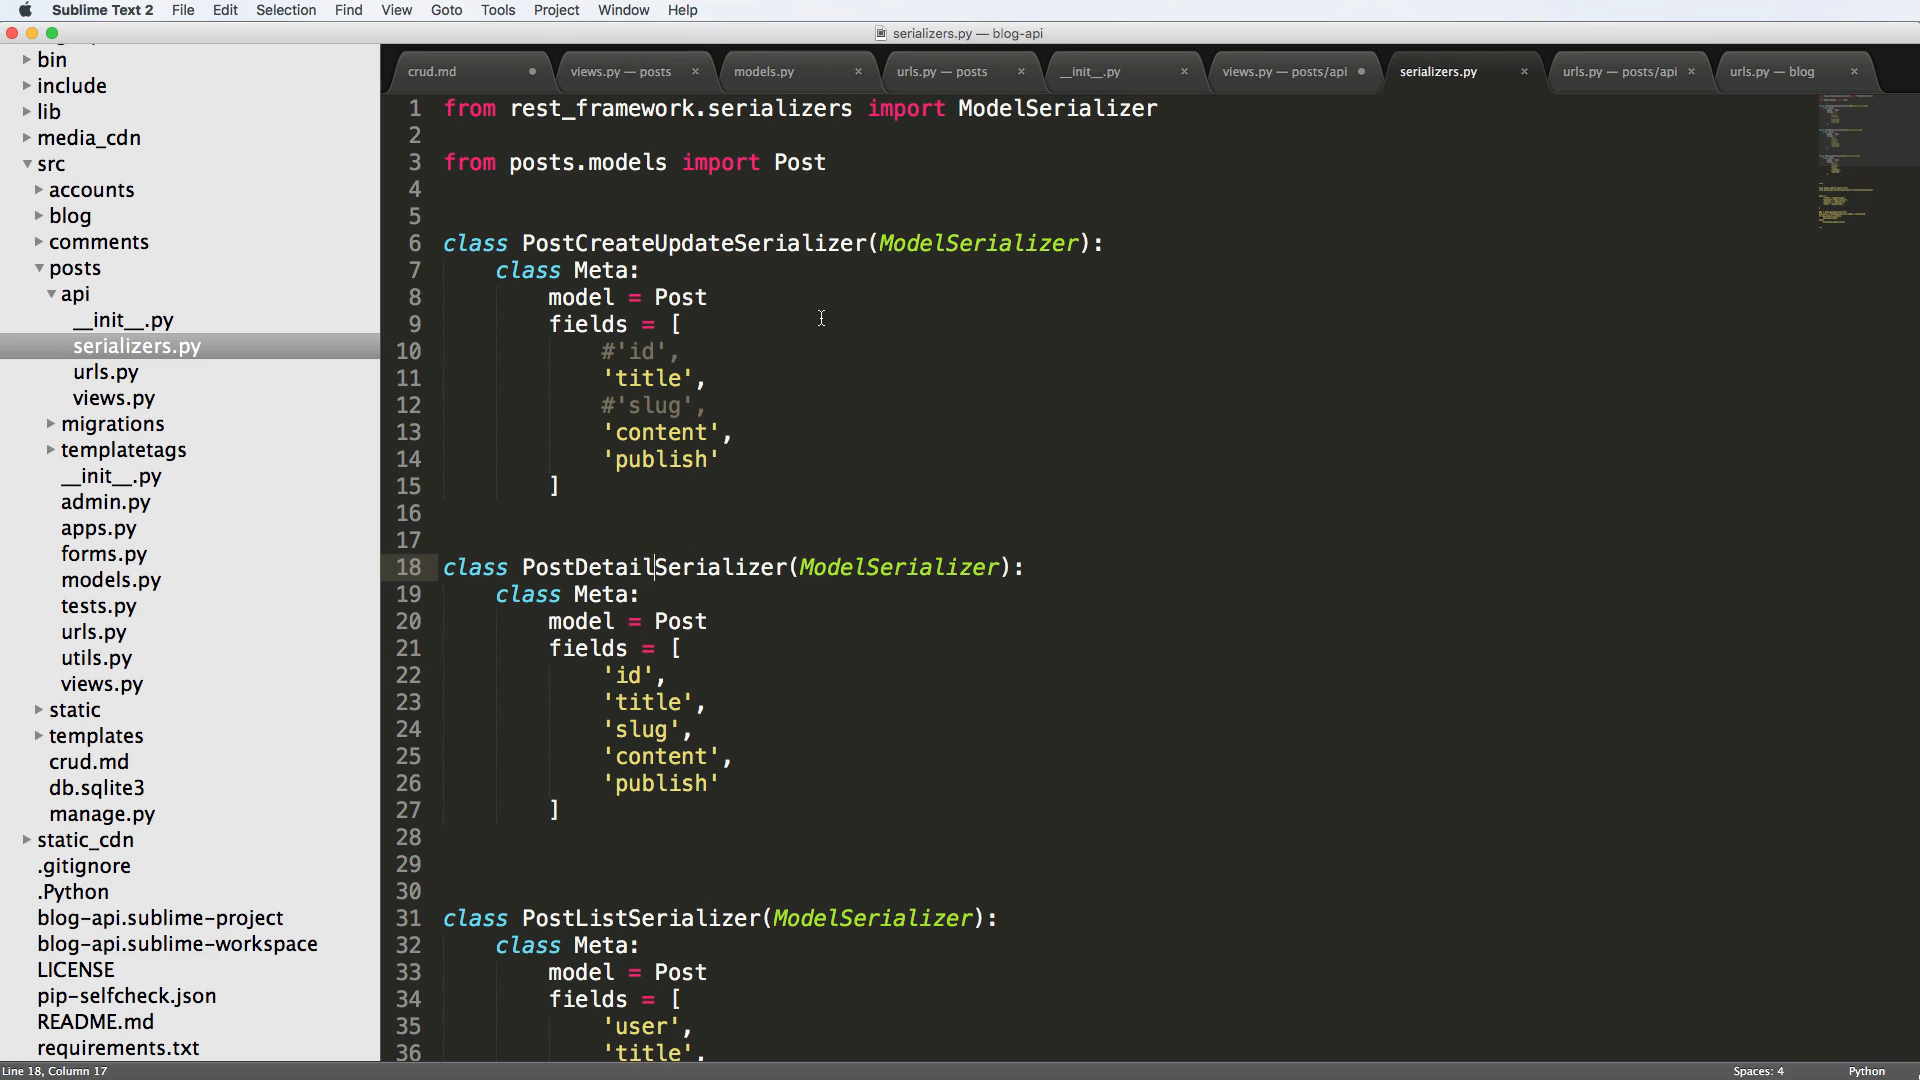 Sublime Text 2 File Edit Selection Find View Goto Tools Project Window Help
serializers.py — blog-api
bin
include
lib
media_cdn
src
accounts
blog
comments
posts
api
__init__.py
serializers.py
urls.py
views.py
migrations
templatetags
__init__.py
admin.py
apps.py
forms.py
models.py
tests.py
urls.py
utils.py
views.py
static
templates
crud.md
db.sqlite3
manage.py
static_cdn
.gitignore
.Python
blog-api.sublime-project
blog-api.sublime-workspace
LICENSE
pip-selfcheck.json
README.md
requirements.txt
crud.md views.py — posts models.py urls.py — posts __init__.py views.py — posts/api serializers.py urls.py — posts/api urls.py — blog
1 from rest_framework.serializers import ModelSerializer
2
3 from posts.models import Post
4
5
6 class PostCreateUpdateSerializer(ModelSerializer):
7     class Meta:
8         model = Post
9         fields = [
10             #'id',
11             'title',
12             #'slug',
13             'content',
14             'publish'
15         ]
16
17
18 class PostDetailSerializer(ModelSerializer):
19     class Meta:
20         model = Post
21         fields = [
22             'id',
23             'title',
24             'slug',
25             'content',
26             'publish'
27         ]
28
29
30
31 class PostListSerializer(ModelSerializer):
32     class Meta:
33         model = Post
34         fields = [
35             'user',
36             'title',
Line 18, Column 17 Spaces: 4 Python